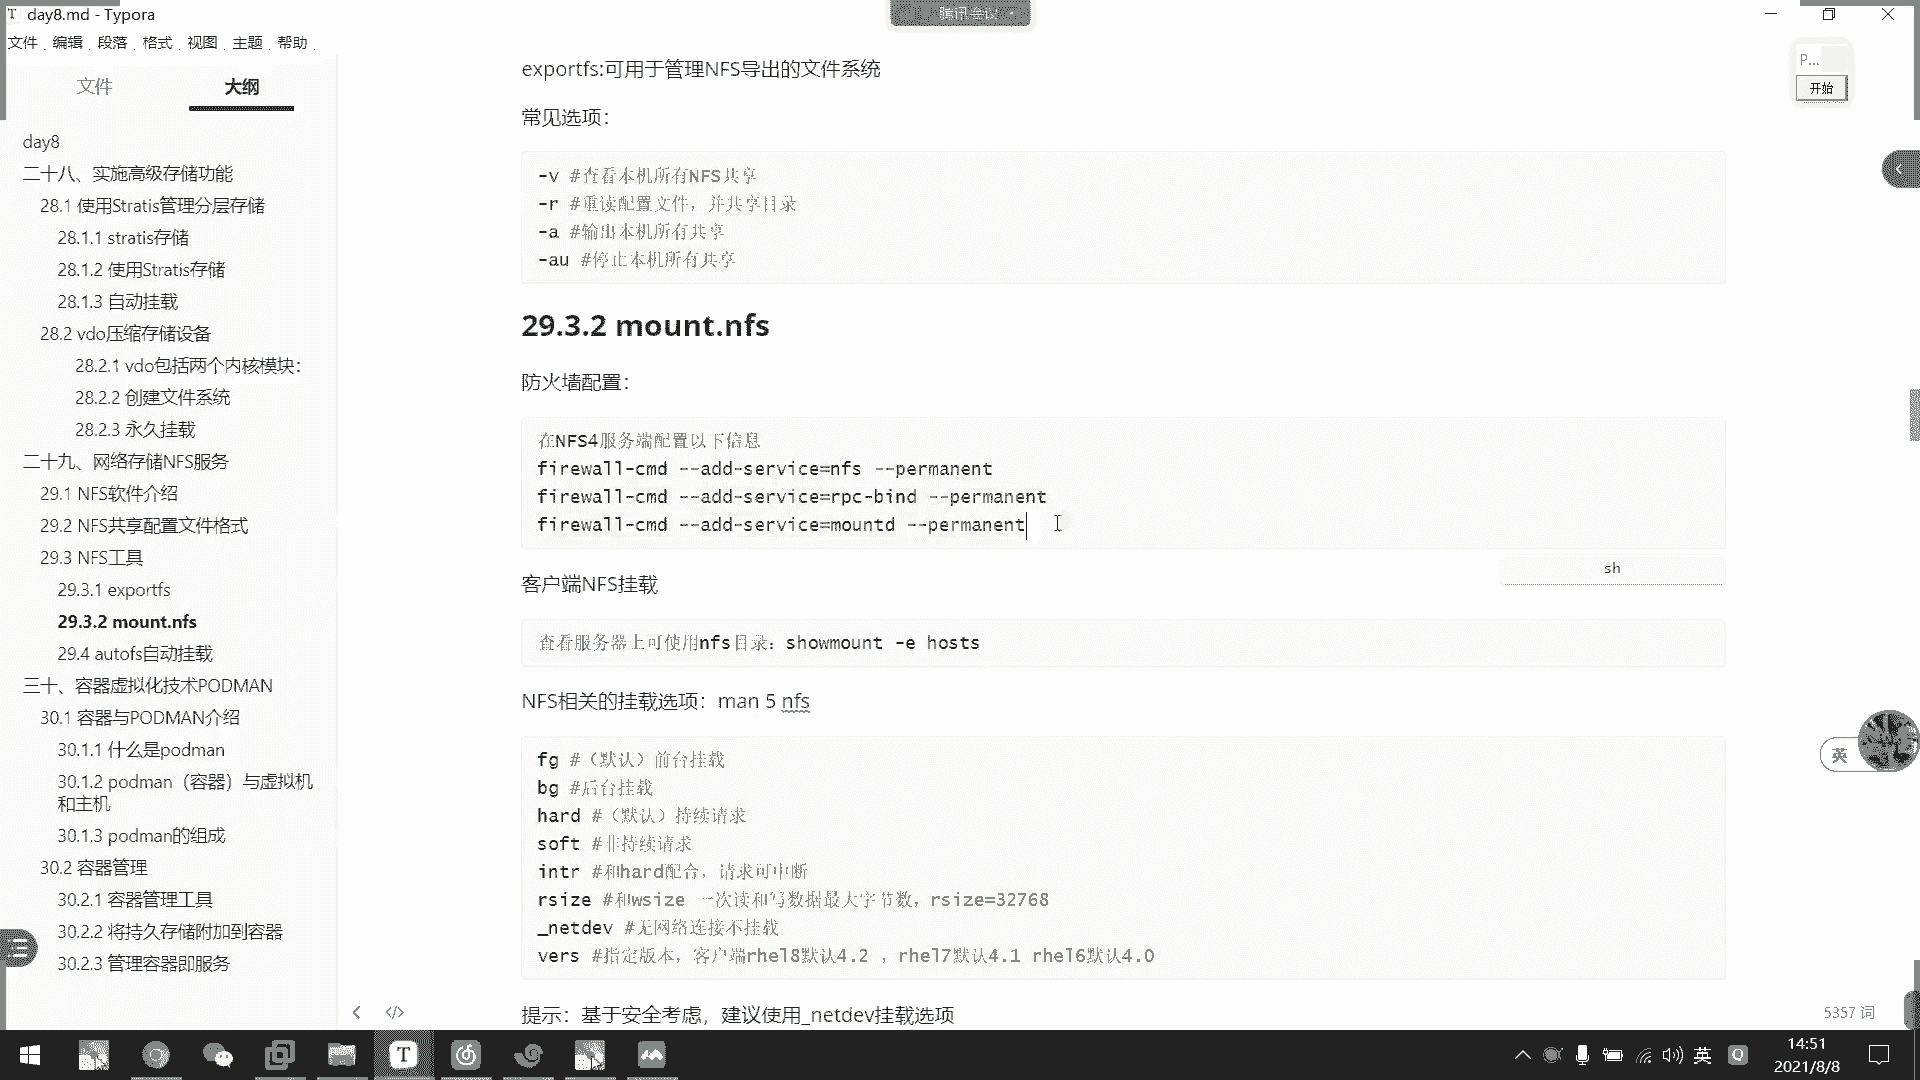 day8.md - Typora
腾讯会议
文件 编辑 段落 格式 视图 主题 帮助
文件 大纲
day8
二十八、实施高级存储功能
28.1 使用Stratis管理分层存储
28.1.1 stratis存储
28.1.2 使用Stratis存储
28.1.3 自动挂载
28.2 vdo压缩存储设备
28.2.1 vdo包括两个内核模块：
28.2.2 创建文件系统
28.2.3 永久挂载
二十九、网络存储NFS服务
29.1 NFS软件介绍
29.2 NFS共享配置文件格式
29.3 NFS工具
29.3.1 exportfs
29.3.2 mount.nfs
29.4 autofs自动挂载
三十、容器虚拟化技术PODMAN
30.1 容器与PODMAN介绍
30.1.1 什么是podman
30.1.2 podman（容器）与虚拟机
和主机
30.1.3 podman的组成
30.2 容器管理
30.2.1 容器管理工具
30.2.2 将持久存储附加到容器
30.2.3 管理容器即服务
exportfs:可用于管理NFS导出的文件系统
常见选项：
-v #查看本机所有NFS共享
-r #重读配置文件，并共享目录
-a #输出本机所有共享
-au #停止本机所有共享
29.3.2 mount.nfs
防火墙配置：
在NFS4服务端配置以下信息
firewall-cmd --add-service=nfs --permanent
firewall-cmd --add-service=rpc-bind --permanent
firewall-cmd --add-service=mountd --permanent
sh
客户端NFS挂载
查看服务器上可使用nfs目录：showmount -e hosts
NFS相关的挂载选项：man 5 nfs
fg #（默认）前台挂载
bg #后台挂载
hard #（默认）持续请求
soft #非持续请求
intr #和hard配合，请求可中断
rsize #和wsize 一次读和写数据最大字节数，rsize=32768
_netdev #无网络连接不挂载
vers #指定版本，客户端rhel8默认4.2 ，rhel7默认4.1 rhel6默认4.0
提示：基于安全考虑，建议使用_netdev挂载选项
5357 词
P...
开始
英
英
14:51
2021/8/8